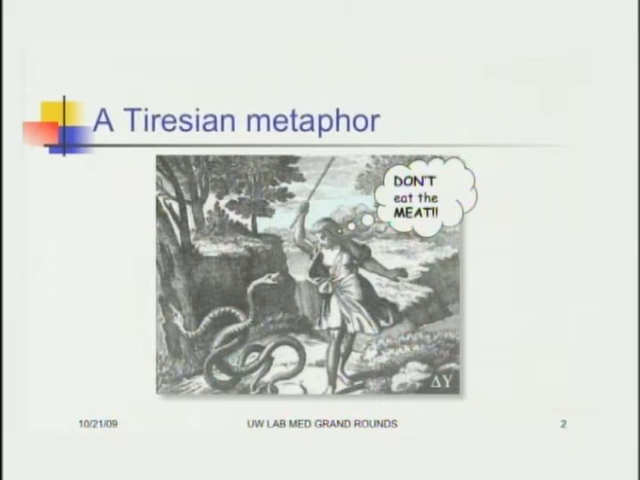 A Tiresian metaphor
DON'T
eat the
MEAT!!
ΔΥ
10/21/09
UW LAB MED GRAND ROUNDS
2